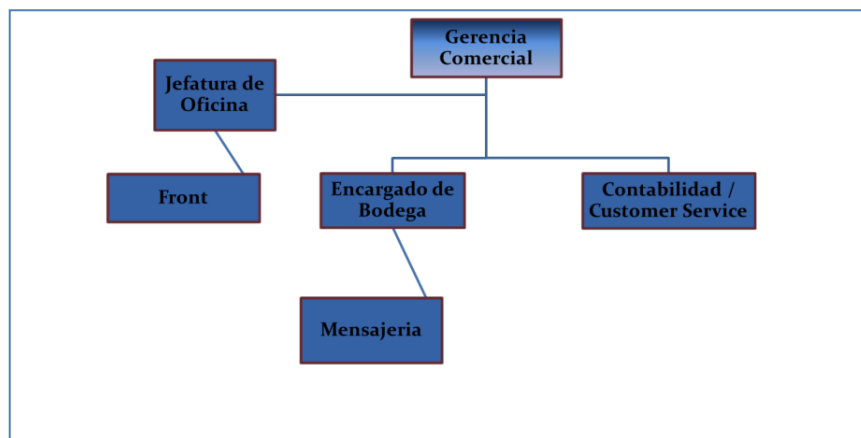 Gerencia
Comercial
Jefatura de
Oficina
Front
Encargado de
Bodega
Contabilidad /
Customer Service
Mensajeria